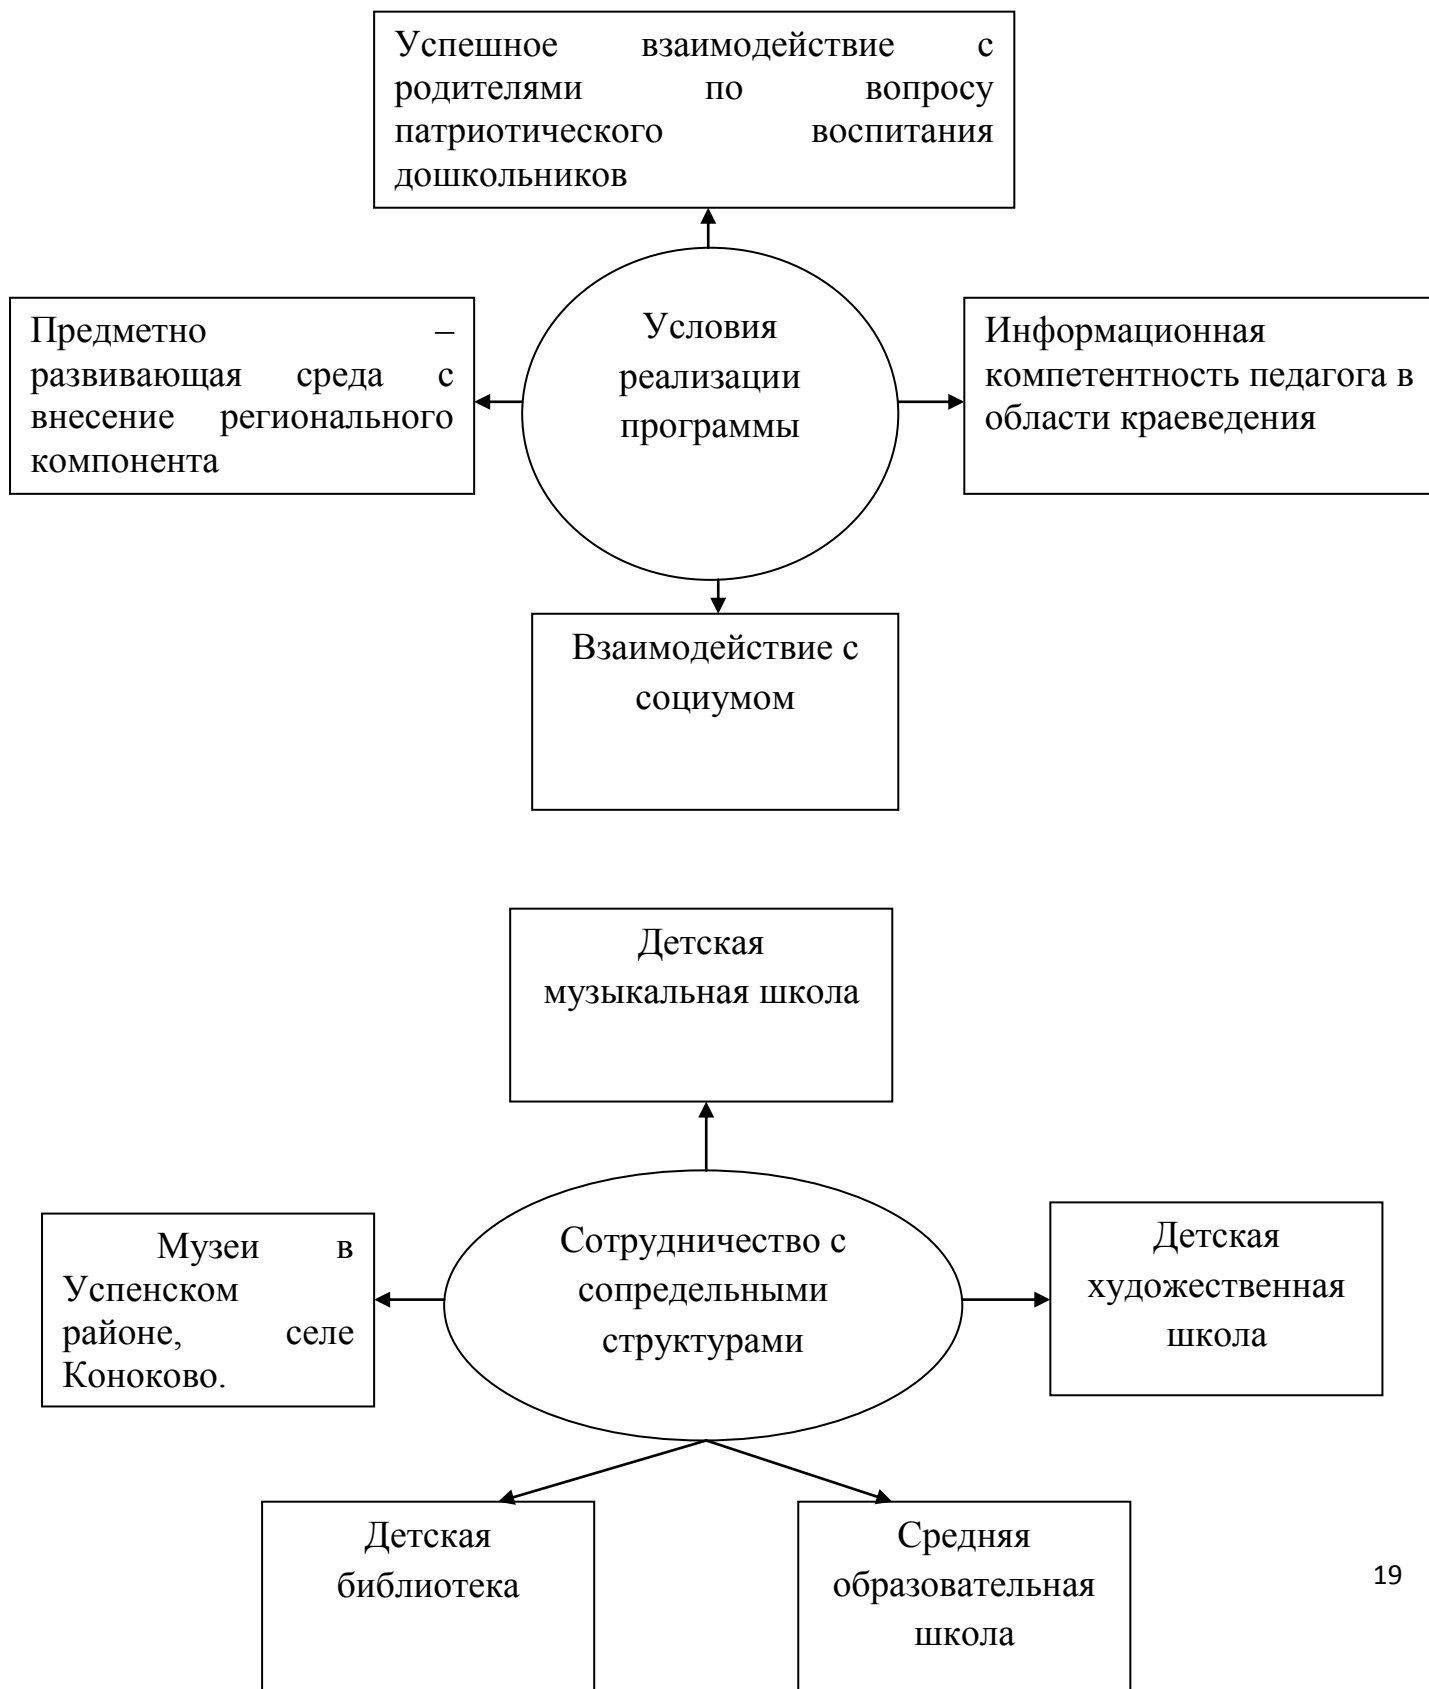 Успешное взаимодействие с
родителями по вопросу
патриотического воспитания
дошкольников
Предметно –
развивающая среда с
внесение регионального
компонента
Условия
реализации
программы
Информационная
компетентность педагога в
области краеведения
Взаимодействие с
социумом
Детская
музыкальная школа
Музеи в
Успенском
районе, селе
Коноково.
Сотрудничество с
сопредельными
структурами
Детская
художественная
школа
Детская
библиотека
Средняя
образовательная
школа
19